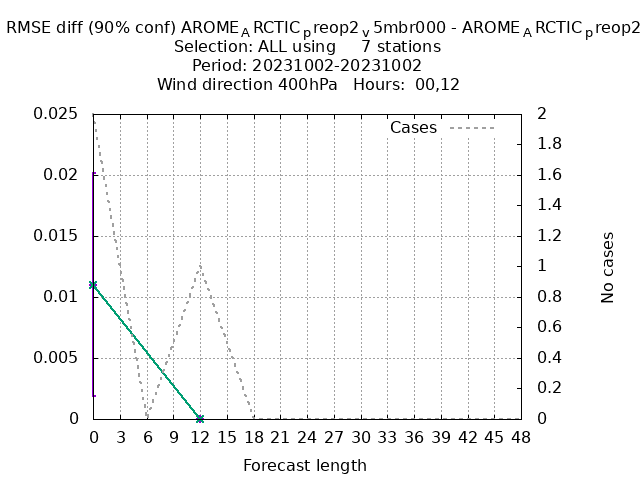 RMSE diff (90% conf) AROME_ARCTIC_preop2_v5mbr000 - AROME_ARCTIC_preop2
Selection: ALL using 7 stations
Period: 20231002-20231002
Wind direction 400hPa Hours: 00,12
Cases
0.025
0.02
0.015
0.01
0.005
0
2
1.8
1.6
1.4
1.2
1
0.8
0.6
0.4
0.2
0
No cases
0 3 6 9 12 15 18 21 24 27 30 33 36 39 42 45 48
Forecast length